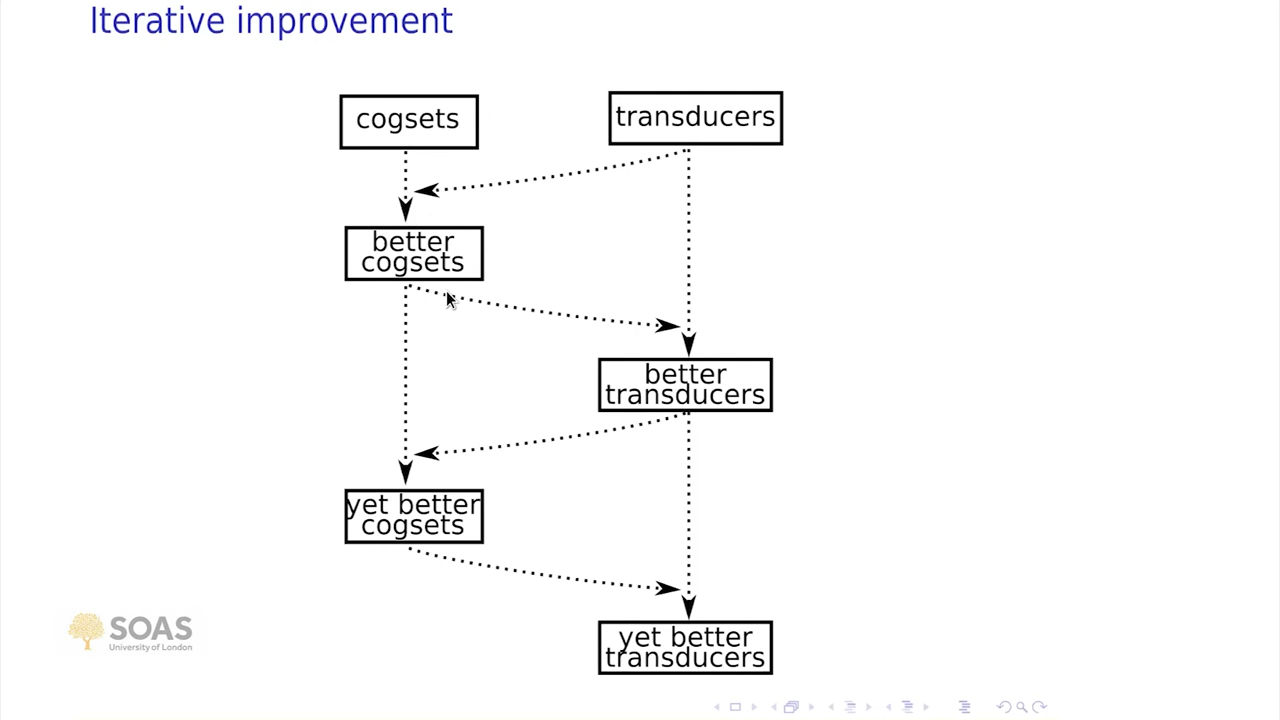 Iterative improvement
cogsets
transducers
better
cogsets
better
transducers
yet better
cogsets
yet better
transducers
SOAS
University of London